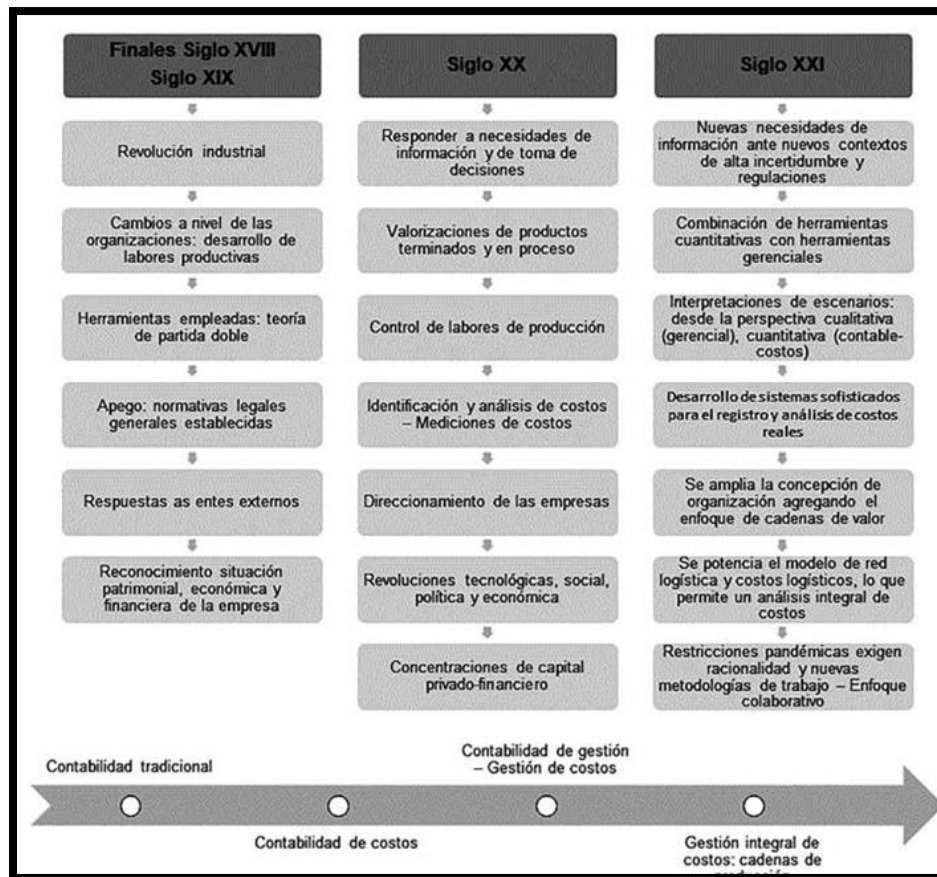 Finales Siglo XVIII
Siglo XIX
Revolución industrial
Cambios a nivel de las
organizaciones: desarrollo de
labores productivas
Herramientas empleadas: teoría
de partida doble
Apego: normativas legales
generales establecidas
Respuestas as entes externos
Reconocimiento situación
patrimonial, económica y
financiera de la empresa
Siglo XX
Responder a necesidades de
información y de toma de
decisiones
Valorizaciones de productos
terminados y en proceso
Control de labores de producción
Identificación y análisis de costos
– Mediciones de costos
Direccionamiento de las empresas
Revoluciones tecnológicas, social,
política y económica
Concentraciones de capital
privado-financiero
Siglo XXI
Nuevas necesidades de
información ante nuevos contextos
de alta incertidumbre y
regulaciones
Combinación de herramientas
cuantitativas con herramientas
gerenciales
Interpretaciones de escenarios:
desde la perspectiva cualitativa
(gerencial), cuantitativa (contable-
costos)
Desarrollo de sistemas sofisticados
para el registro y análisis de costos
reales
Se amplia la concepción de
organización agregando el
enfoque de cadenas de valor
Se potencia el modelo de red
logística y costos logísticos, lo que
permite un análisis integral de
costos
Restricciones pandémicas exigen
racionalidad y nuevas
metodologías de trabajo – Enfoque
colaborativo
Contabilidad tradicional
Contabilidad de costos
Contabilidad de gestión
– Gestión de costos
Gestión integral de
costos: cadenas de